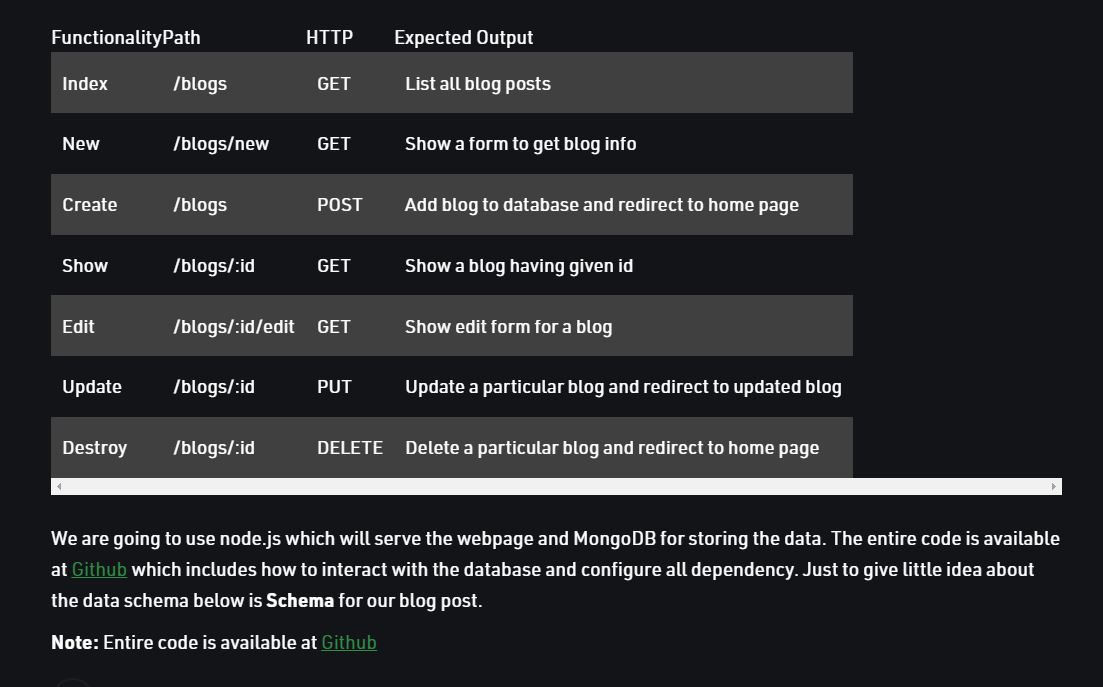 FunctionalityPath HTTP Expected Output
Index /blogs GET List all blog posts
New /blogs/new GET Show a form to get blog info
Create /blogs POST Add blog to database and redirect to home page
Show /blogs/:id GET Show a blog having given id
Edit /blogs/:id/edit GET Show edit form for a blog
Update /blogs/:id PUT Update a particular blog and redirect to updated blog
Destroy /blogs/:id DELETE Delete a particular blog and redirect to home page
We are going to use node.js which will serve the webpage and MongoDB for storing the data. The entire code is available
at Github which includes how to interact with the database and configure all dependency. Just to give little idea about
the data schema below is Schema for our blog post.
Note: Entire code is available at Github